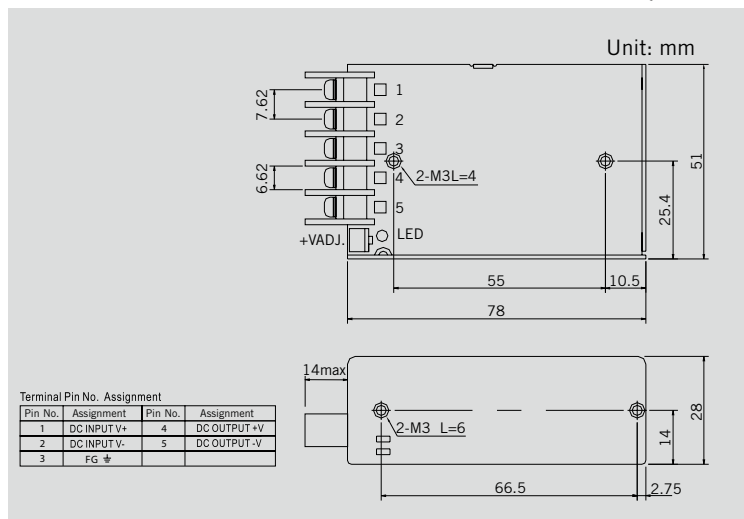 Unit: mm
1
2
3
4
5
7.62
6.62
2-M3L=4
+VADJ.
LED
51
25.4
55
10.5
78
14max
2-M3 L=6
28
14
66.5
2.75
Terminal Pin No. Assignment
Pin No. Assignment Pin No. Assignment
1 DC INPUT V+ 4 DC OUTPUT +V
2 DC INPUT V- 5 DC OUTPUT -V
3 FG ⏚